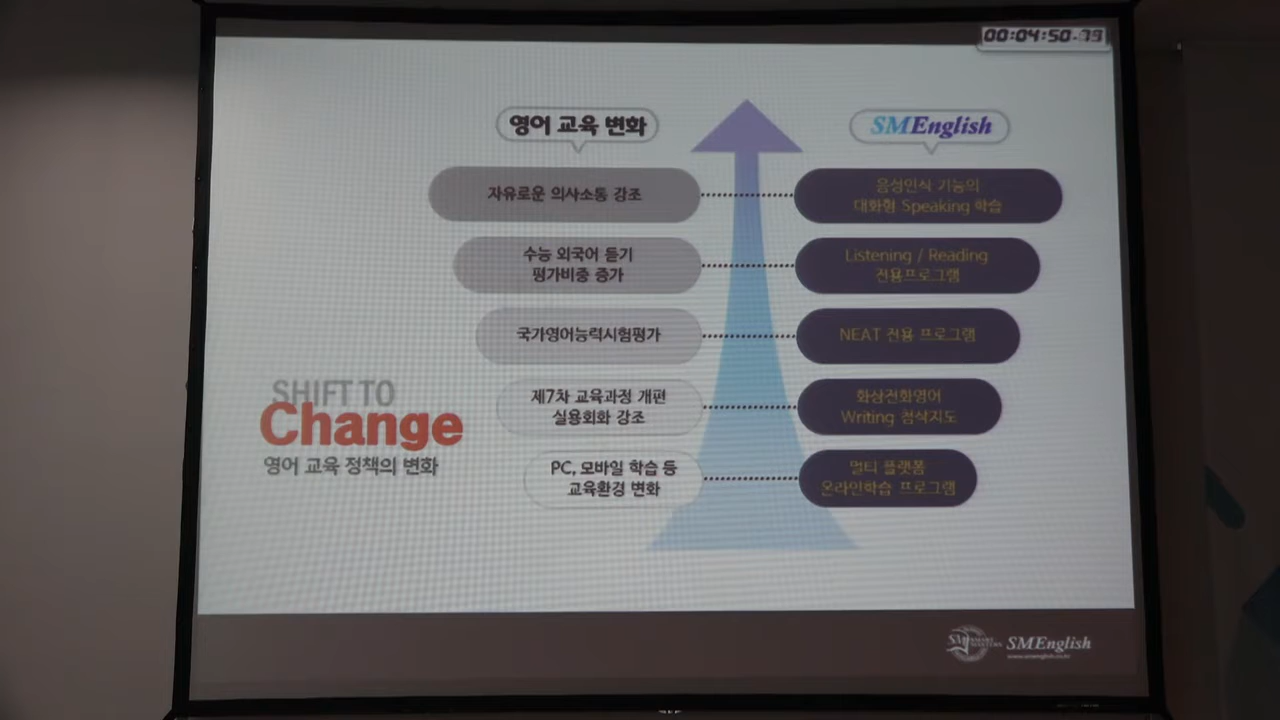 00:04:50
영어 교육 변화
SMEnglish
자유로운 의사소통 강조
음성인식 기능의
대화형 Speaking 학습
수능 외국어 듣기
평가비중 증가
Listening / Reading
전용프로그램
국가영어능력시험평가
NEAT 전용 프로그램
제7차 교육과정 개편
실용회화 강조
화상전화영어
Writing 첨삭지도
PC, 모바일 학습 등
교육환경 변화
멀티 플랫폼
온라인학습 프로그램
SHIFT TO
Change
영어 교육 정책의 변화
SMEnglish